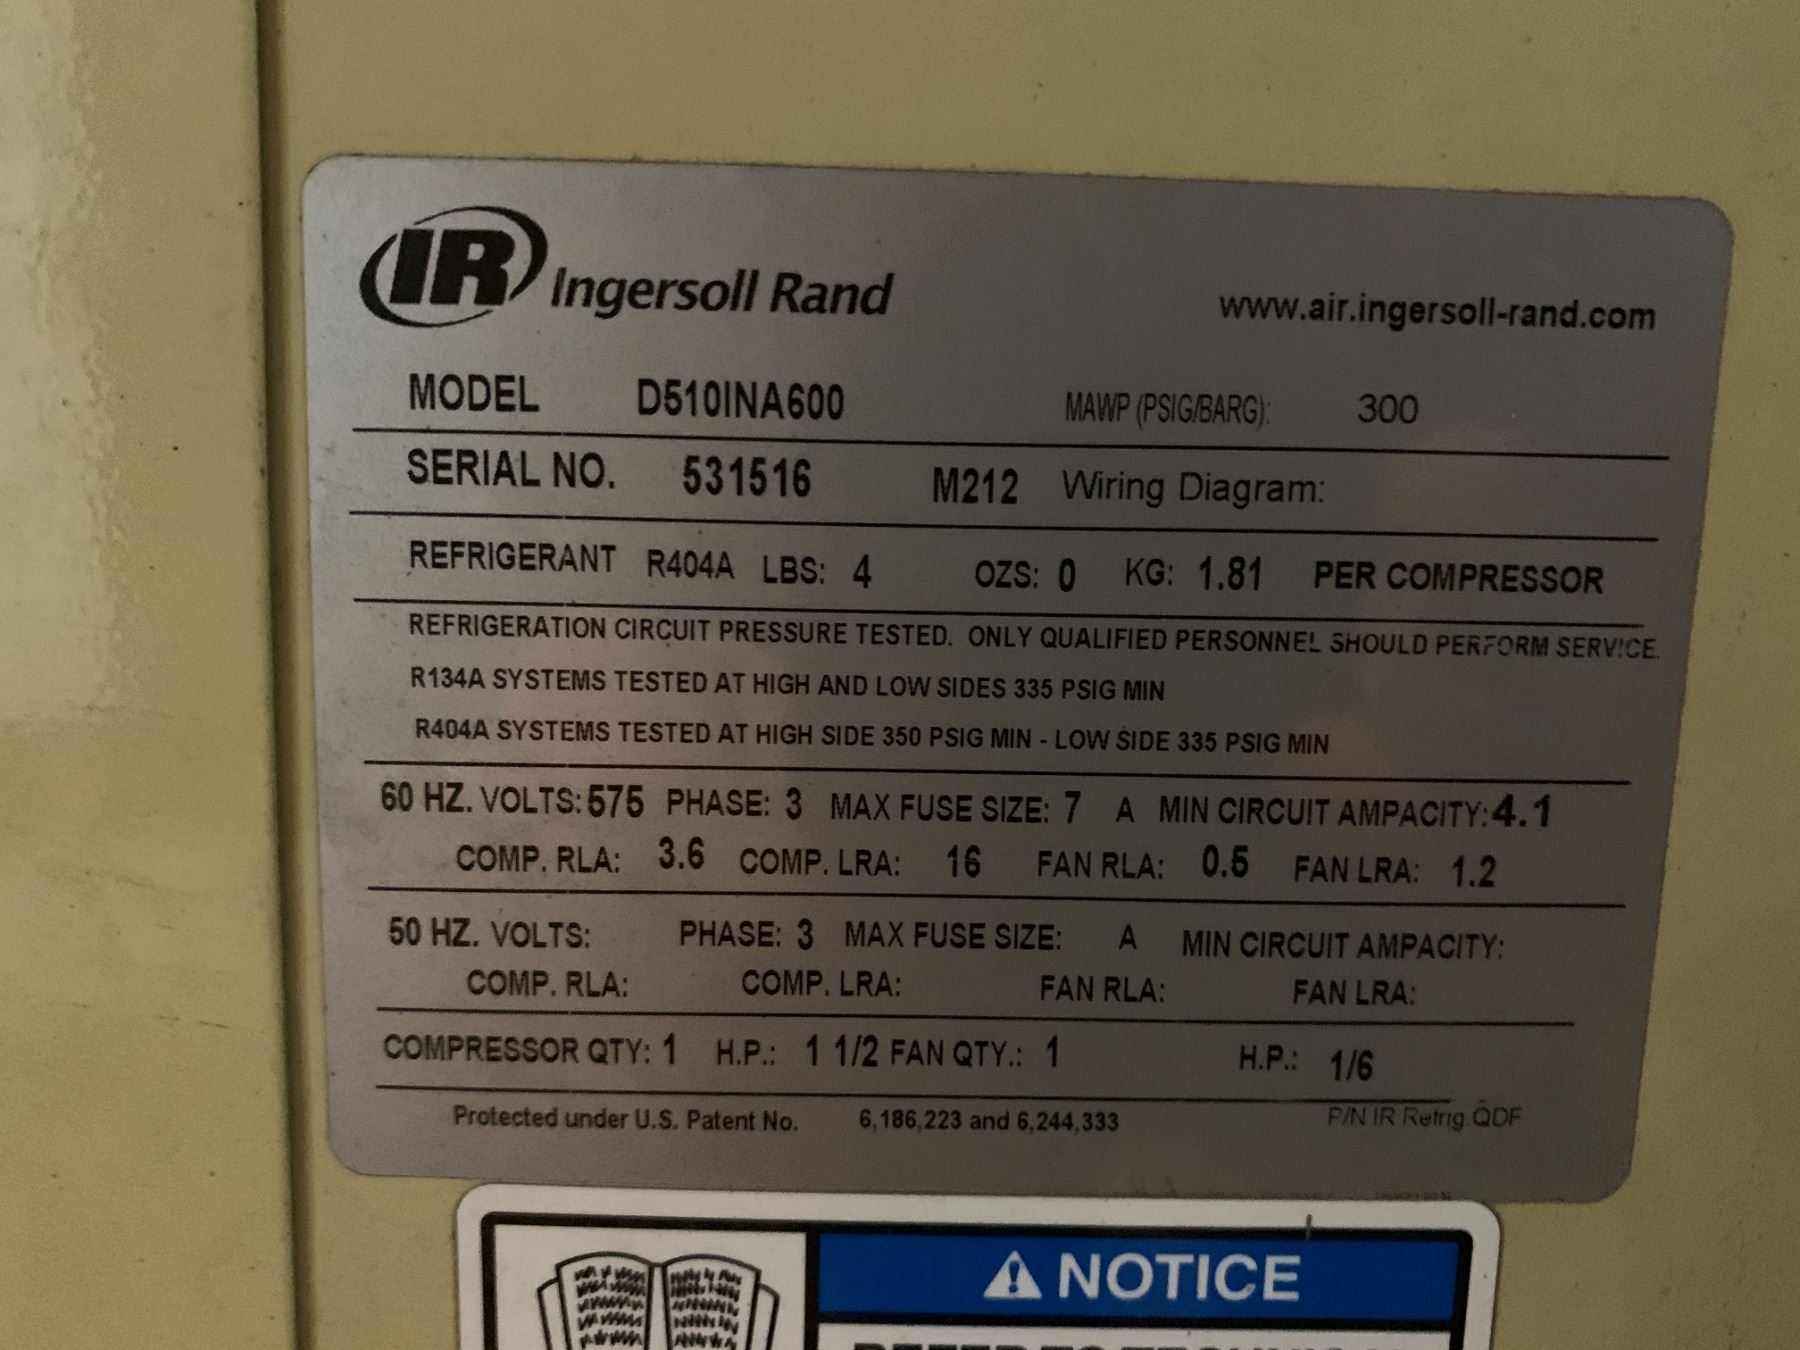 IR Ingersoll Rand
www.air.ingersoll-rand.com
MODEL D510INA600 MAWP (PSIG/BARG): 300
SERIAL NO. 531516 M212 Wiring Diagram:
REFRIGERANT R404A LBS: 4 OZS: 0 KG: 1.81 PER COMPRESSOR
REFRIGERATION CIRCUIT PRESSURE TESTED. ONLY QUALIFIED PERSONNEL SHOULD PERFORM SERVICE.
R134A SYSTEMS TESTED AT HIGH AND LOW SIDES 335 PSIG MIN
R404A SYSTEMS TESTED AT HIGH SIDE 350 PSIG MIN - LOW SIDE 335 PSIG MIN
60 HZ. VOLTS: 575 PHASE: 3 MAX FUSE SIZE: 7 A MIN CIRCUIT AMPACITY: 4.1
COMP. RLA: 3.6 COMP. LRA: 16 FAN RLA: 0.5 FAN LRA: 1.2
50 HZ. VOLTS: PHASE: 3 MAX FUSE SIZE: A MIN CIRCUIT AMPACITY:
COMP. RLA: COMP. LRA: FAN RLA: FAN LRA:
COMPRESSOR QTY: 1 H.P.: 1 1/2 FAN QTY.: 1 H.P.: 1/6
Protected under U.S. Patent No. 6,186,223 and 6,244,333 P/N IR Refrig.QDF
NOTICE